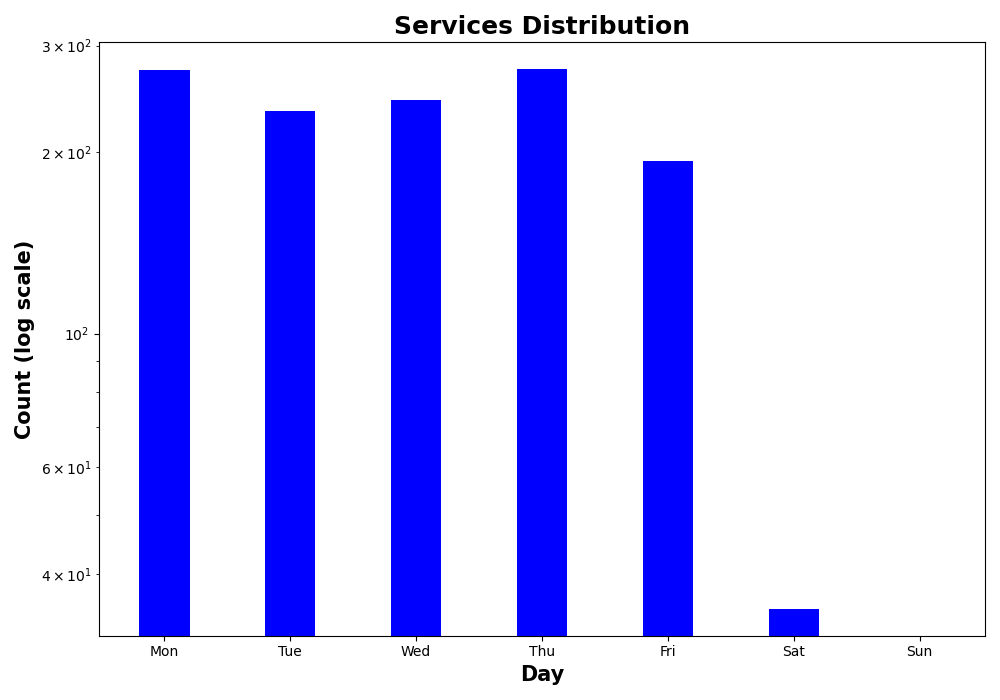 Services Distribution
Count (log scale)
3 × 10²
2 × 10²
10²
6 × 10¹
4 × 10¹
Mon Tue Wed Thu Fri Sat Sun
Day